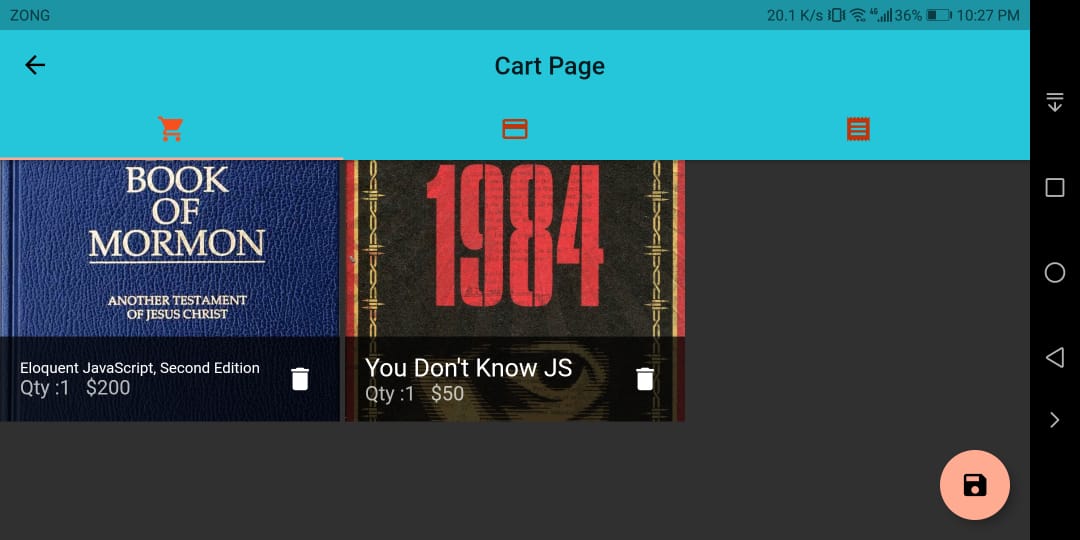 ZONG
20.1 K/s 4G 36% 10:27 PM
Cart Page
BOOK
OF
MORMON
ANOTHER TESTAMENT
OF JESUS CHRIST
Eloquent JavaScript, Second Edition
Qty :1 $200
1984
You Don't Know JS
Qty :1 $50